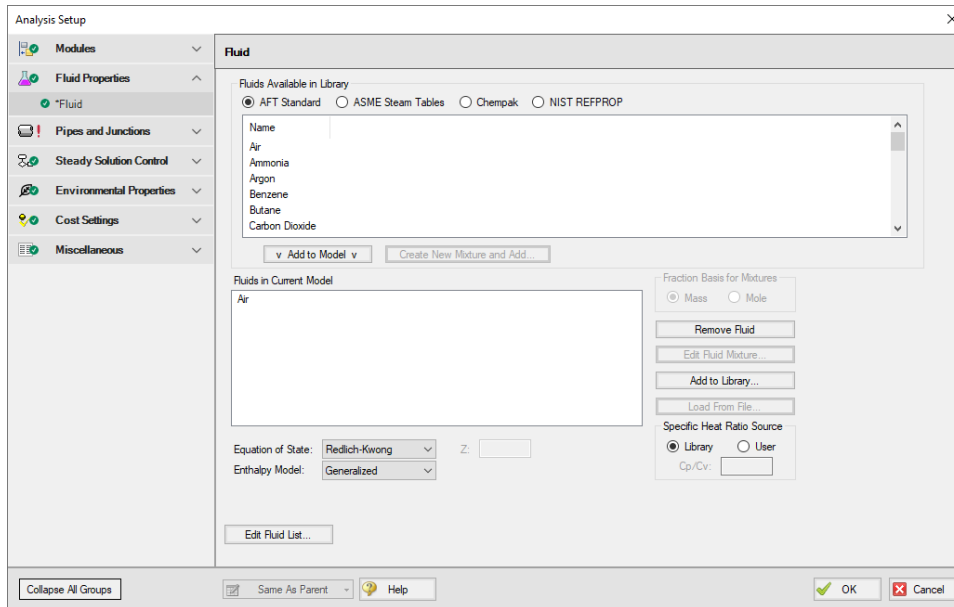 Analysis Setup
Modules
Fluid Properties
*Fluid
Pipes and Junctions
Steady Solution Control
Environmental Properties
Cost Settings
Miscellaneous
Collapse All Groups
Fluid
Fluids Available in Library
AFT Standard ASME Steam Tables Chempak NIST REFPROP
Name
Air
Ammonia
Argon
Benzene
Butane
Carbon Dioxide
v Add to Model v Create New Mixture and Add...
Fluids in Current Model
Air
Fraction Basis for Mixtures
Mass Mole
Remove Fluid
Edit Fluid Mixture...
Add to Library...
Load From File...
Specific Heat Ratio Source
Library User
Cp/Cv:
Equation of State: Redlich-Kwong Z:
Enthalpy Model: Generalized
Edit Fluid List...
Same As Parent Help OK Cancel